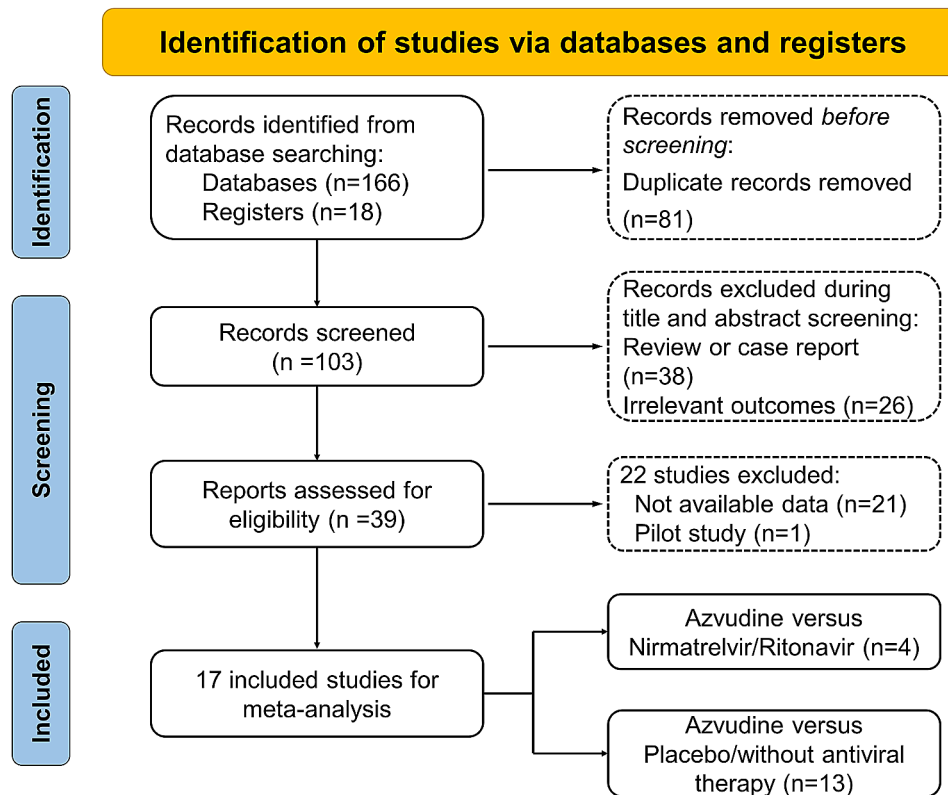 Identification of studies via databases and registers
Identification
Records identified from
database searching:
Databases (n=166)
Registers (n=18)
Records removed before
screening:
Duplicate records removed
(n=81)
Screening
Records screened
(n =103)
Records excluded during
title and abstract screening:
Review or case report
(n=38)
Irrelevant outcomes (n=26)
Reports assessed for
eligibility (n =39)
22 studies excluded:
Not available data (n=21)
Pilot study (n=1)
Included
17 included studies for
meta-analysis
Azvudine versus
Nirmatrelvir/Ritonavir (n=4)
Azvudine versus
Placebo/without antiviral
therapy (n=13)